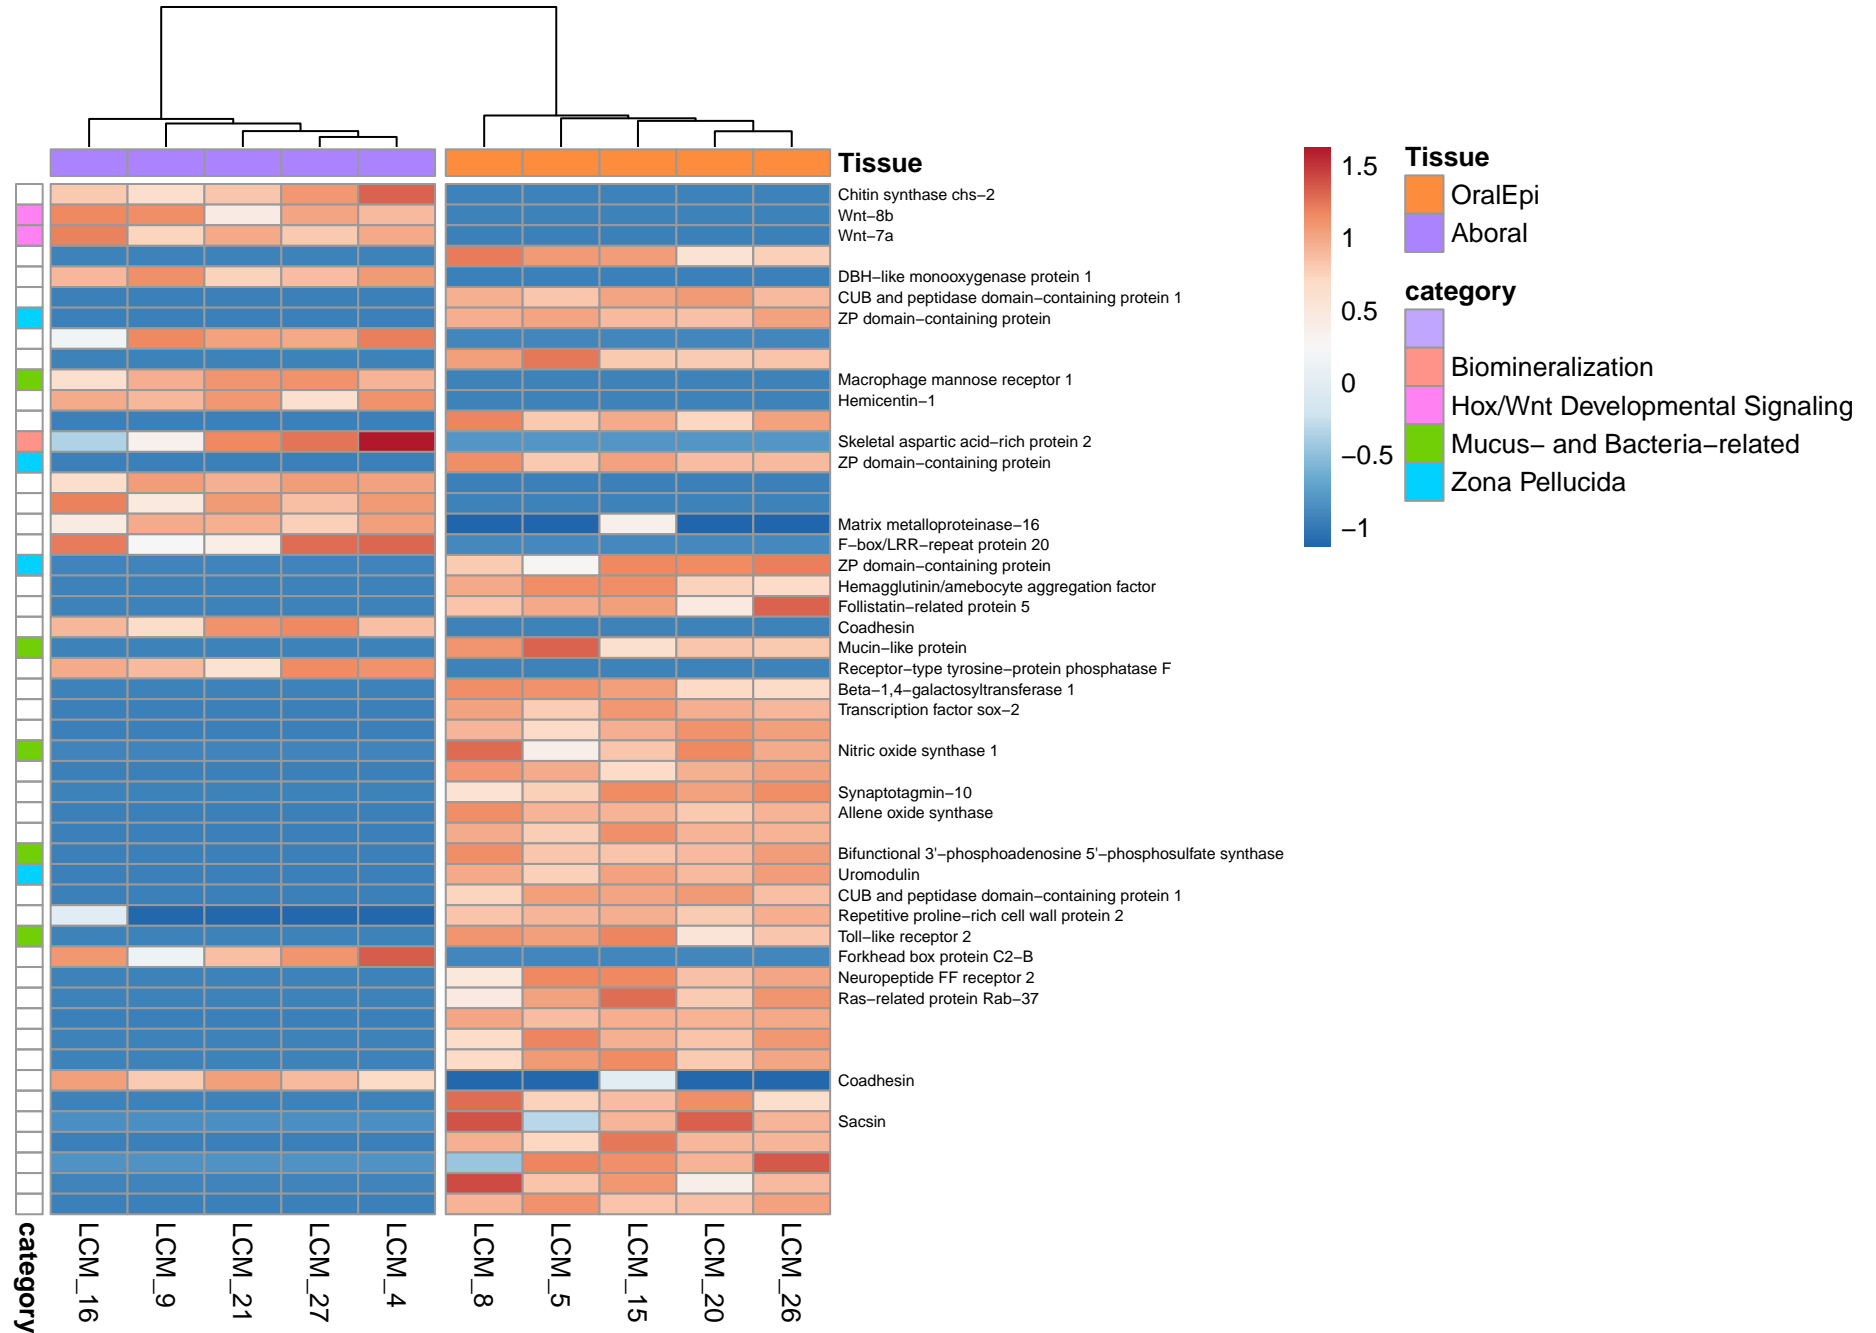 Tissue
Chitin synthase chs−2
Wnt−8b
Wnt−7a
DBH−like monooxygenase protein 1
CUB and peptidase domain−containing protein 1
ZP domain−containing protein
Macrophage mannose receptor 1
Hemicentin−1
Skeletal aspartic acid−rich protein 2
ZP domain−containing protein
Matrix metalloproteinase−16
F−box/LRR−repeat protein 20
ZP domain−containing protein
Hemagglutinin/amebocyte aggregation factor
Follistatin−related protein 5
Coadhesin
Mucin−like protein
Receptor−type tyrosine−protein phosphatase F
Beta−1,4−galactosyltransferase 1
Transcription factor sox−2
Nitric oxide synthase 1
Synaptotagmin−10
Allene oxide synthase
Bifunctional 3'−phosphoadenosine 5'−phosphosulfate synthase
Uromodulin
CUB and peptidase domain−containing protein 1
Repetitive proline−rich cell wall protein 2
Toll−like receptor 2
Forkhead box protein C2−B
Neuropeptide FF receptor 2
Ras−related protein Rab−37
Coadhesin
Sacsin
category
LCM_16
LCM_9
LCM_21
LCM_27
LCM_4
LCM_8
LCM_5
LCM_15
LCM_20
LCM_26
1.5
1
0.5
0
−0.5
−1
Tissue
OralEpi
Aboral
category
Biomineralization
Hox/Wnt Developmental Signaling
Mucus− and Bacteria−related
Zona Pellucida